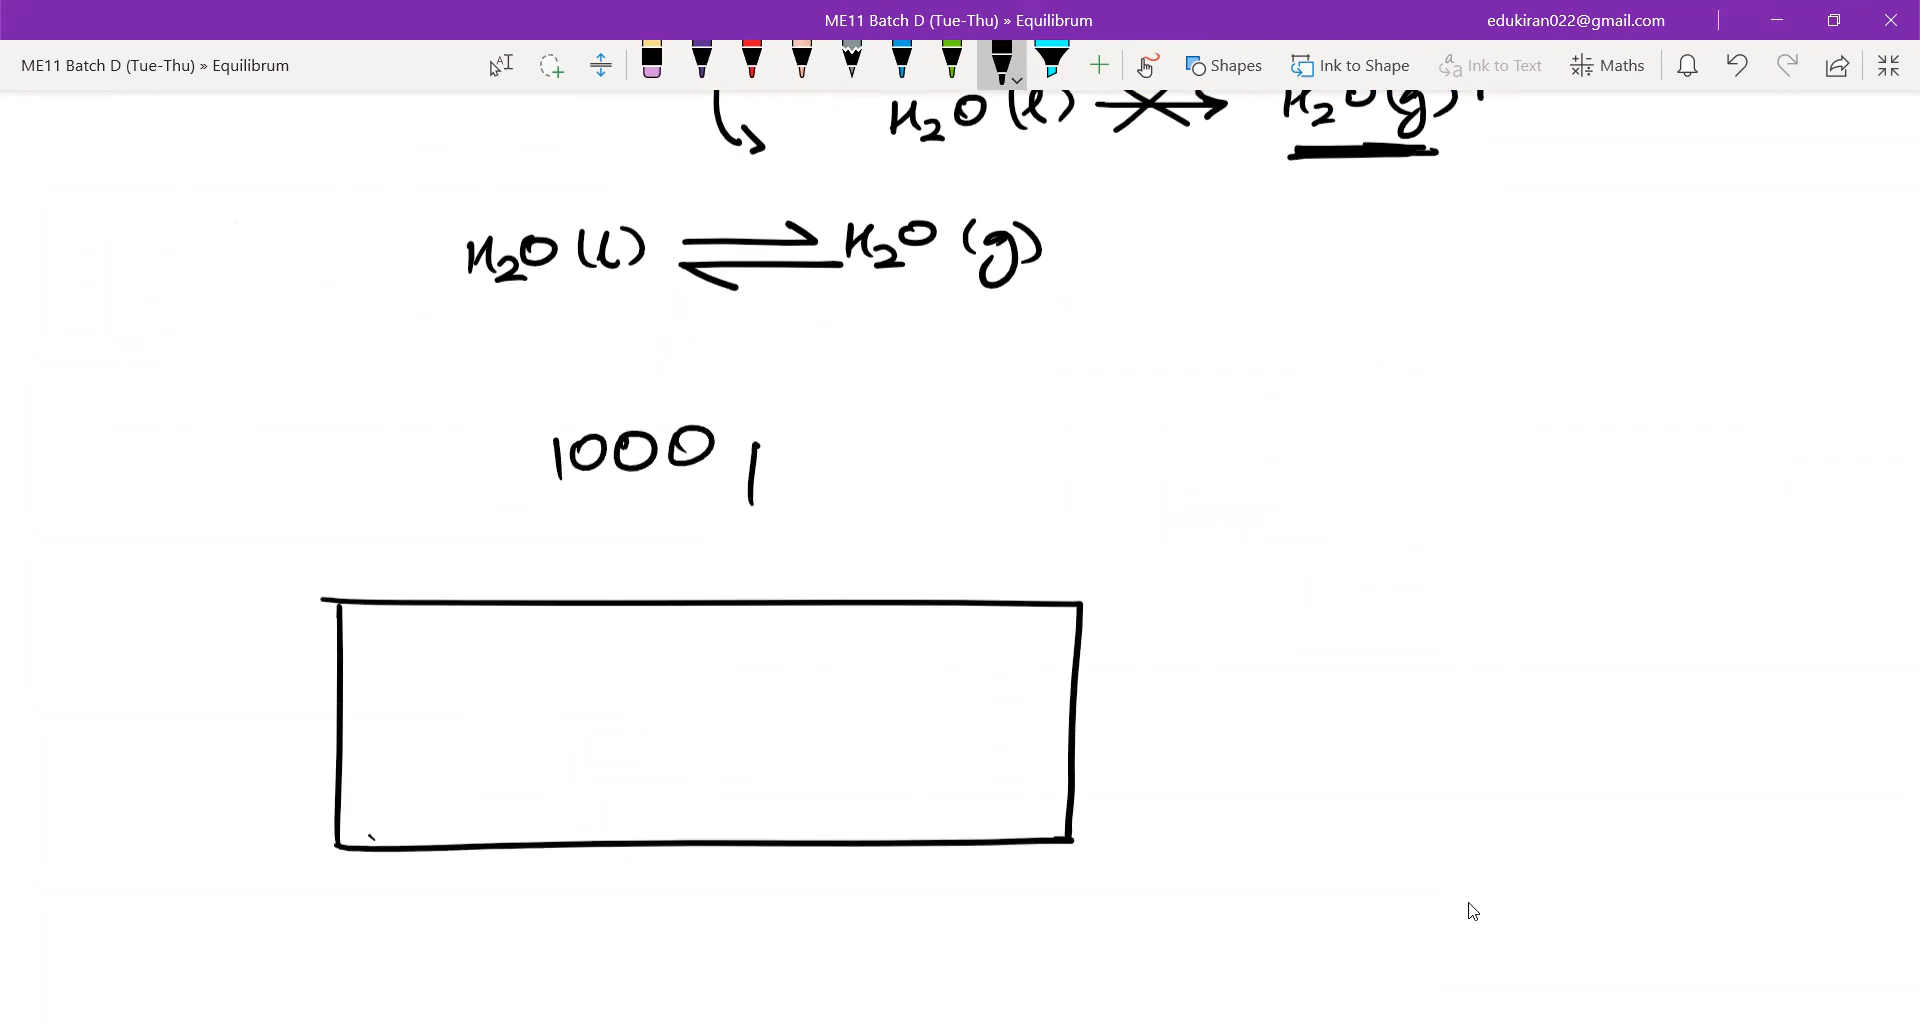 ME11 Batch D (Tue-Thu) » Equilibrum
edukiran022@gmail.com
ME11 Batch D (Tue-Thu) » Equilibrum
Shapes
Ink to Shape
Ink to Text
Maths
H₂O (l) → H₂O (g)
H₂O (l) ⇌ H₂O (g)
1000